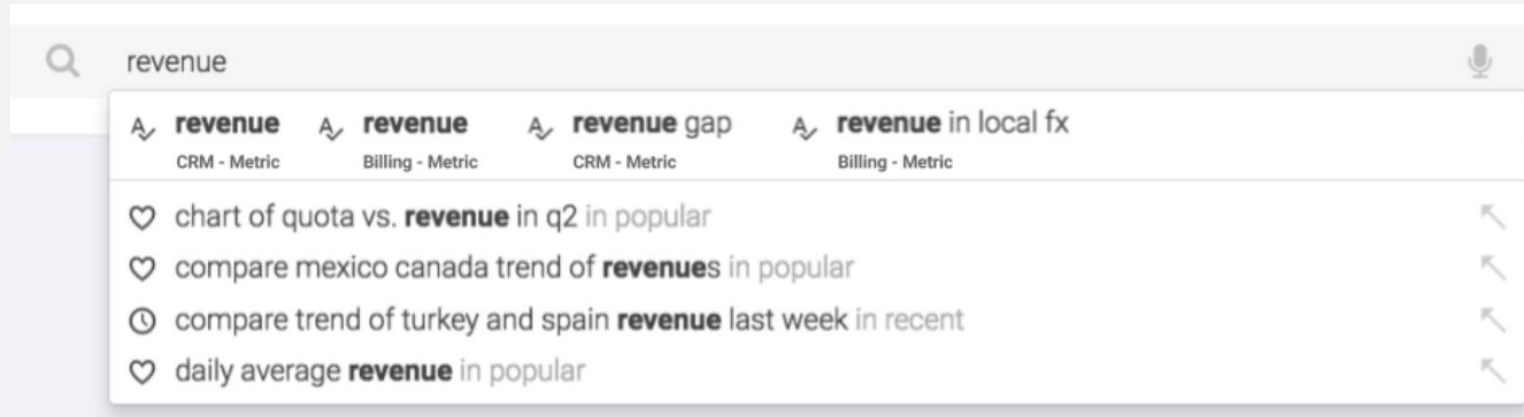 revenue
revenue revenue revenue gap revenue in local fx
CRM - Metric Billing - Metric CRM - Metric Billing - Metric
chart of quota vs. revenue in q2 in popular
compare mexico canada trend of revenues in popular
compare trend of turkey and spain revenue last week in recent
daily average revenue in popular